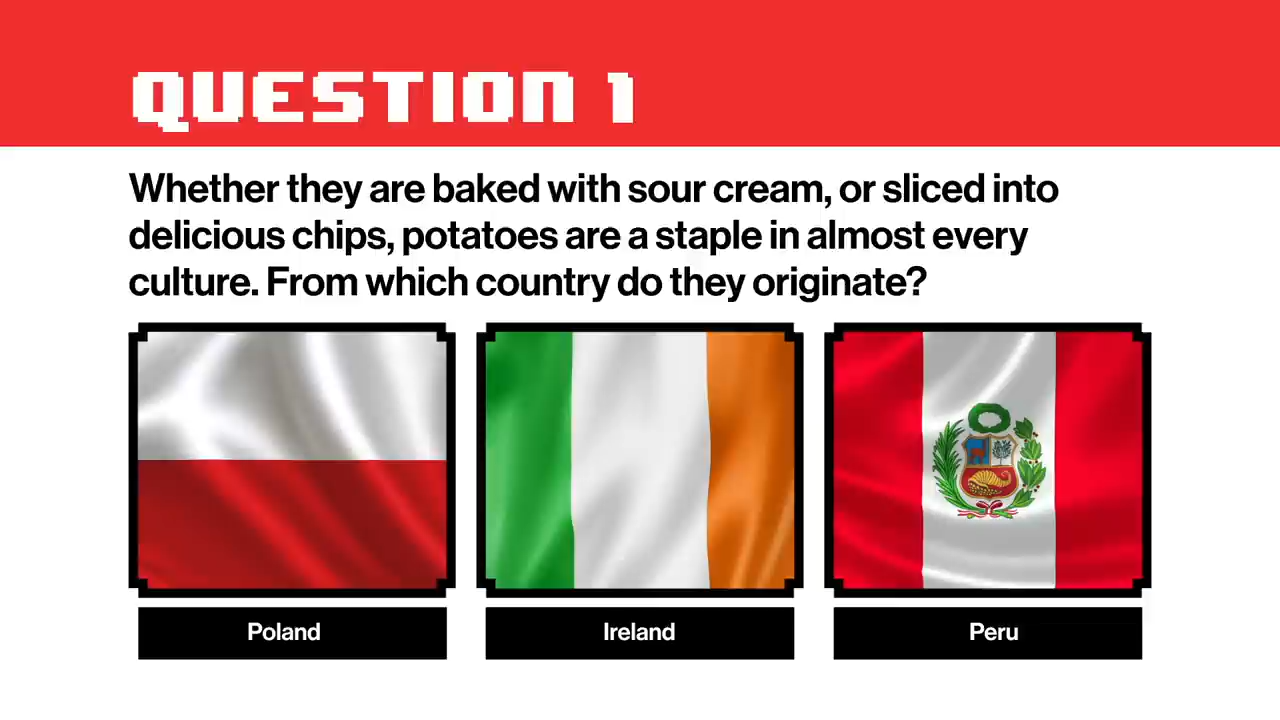 QUESTION 1
Whether they are baked with sour cream, or sliced into
delicious chips, potatoes are a staple in almost every
culture. From which country do they originate?
Poland
Ireland
Peru